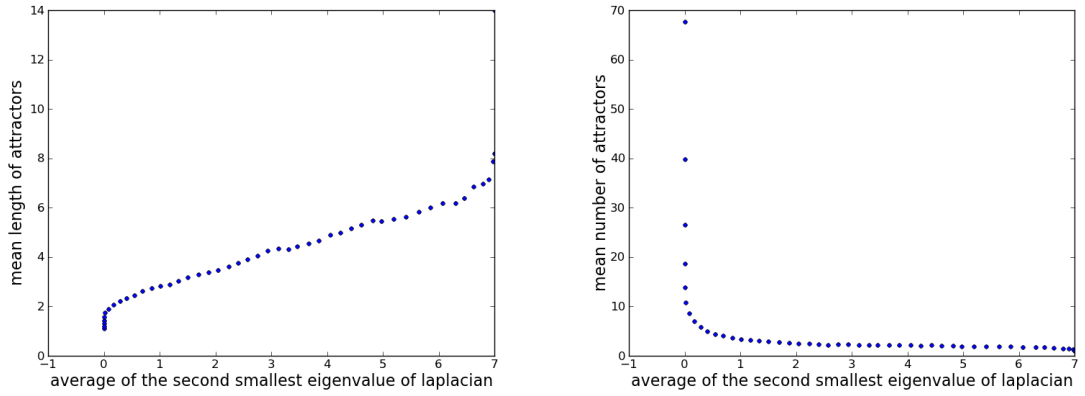 14
12
10
8
6
4
2
0
mean length of attractors
−1 0 1 2 3 4 5 6 7
average of the second smallest eigenvalue of laplacian
70
60
50
40
30
20
10
0
mean number of attractors
−1 0 1 2 3 4 5 6 7
average of the second smallest eigenvalue of laplacian